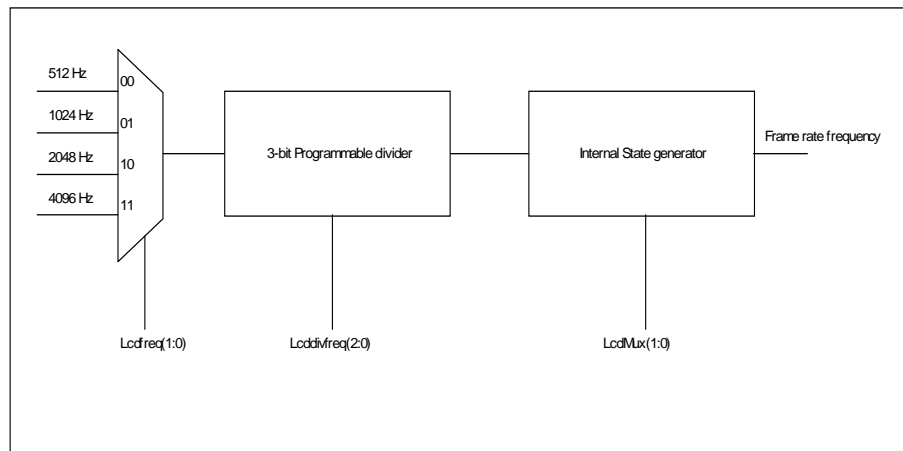 512 Hz
00
1024 Hz
01
2048 Hz
10
4096 Hz
11
3-bit Programmable divider
Internal State generator
Frame rate frequency
Lcdfreq(1:0)
Lcddivfreq(2:0)
LcdMux(1:0)